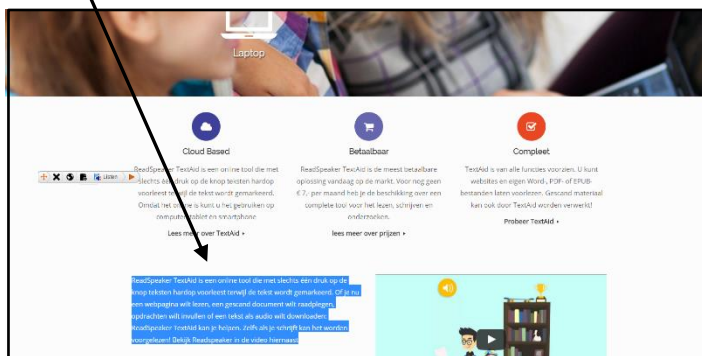 Laptop
Cloud Based
ReadSpeaker TextAid is een online tool die met
slechts één druk op de knop teksten hardop
voorleest terwijl de tekst wordt gemarkeerd.
Omdat het online is kunt u het gebruiken op
computer, tablet en smartphone
Lees meer over TextAid
Betaalbaar
ReadSpeaker TextAid is de meest betaalbare
oplossing vandaag op de markt. Voor nog geen
€ 7,- per maand heb je de beschikking over een
complete tool voor het lezen, schrijven en
onderzoeken.
lees meer over prijzen
Compleet
TextAid is van alle functies voorzien. U kunt
websites en eigen Word-, PDF- of EPUB-
bestanden laten voorlezen. Gescand materiaal
kan ook door TextAid worden verwerkt!
Probeer TextAid
Listen
ReadSpeaker TextAid is een online tool die met slechts één druk op de
knop teksten hardop voorleest terwijl de tekst wordt gemarkeerd. Of je nu
een webpagina wilt lezen, een gescand document wilt raadplegen,
opdrachten wilt invullen of een tekst als audio wilt downloaden:
ReadSpeaker TextAid kan je helpen. Zelfs als je schrijft kan het worden
voorgelezen! Bekijk Readspeaker in de video hiernaast